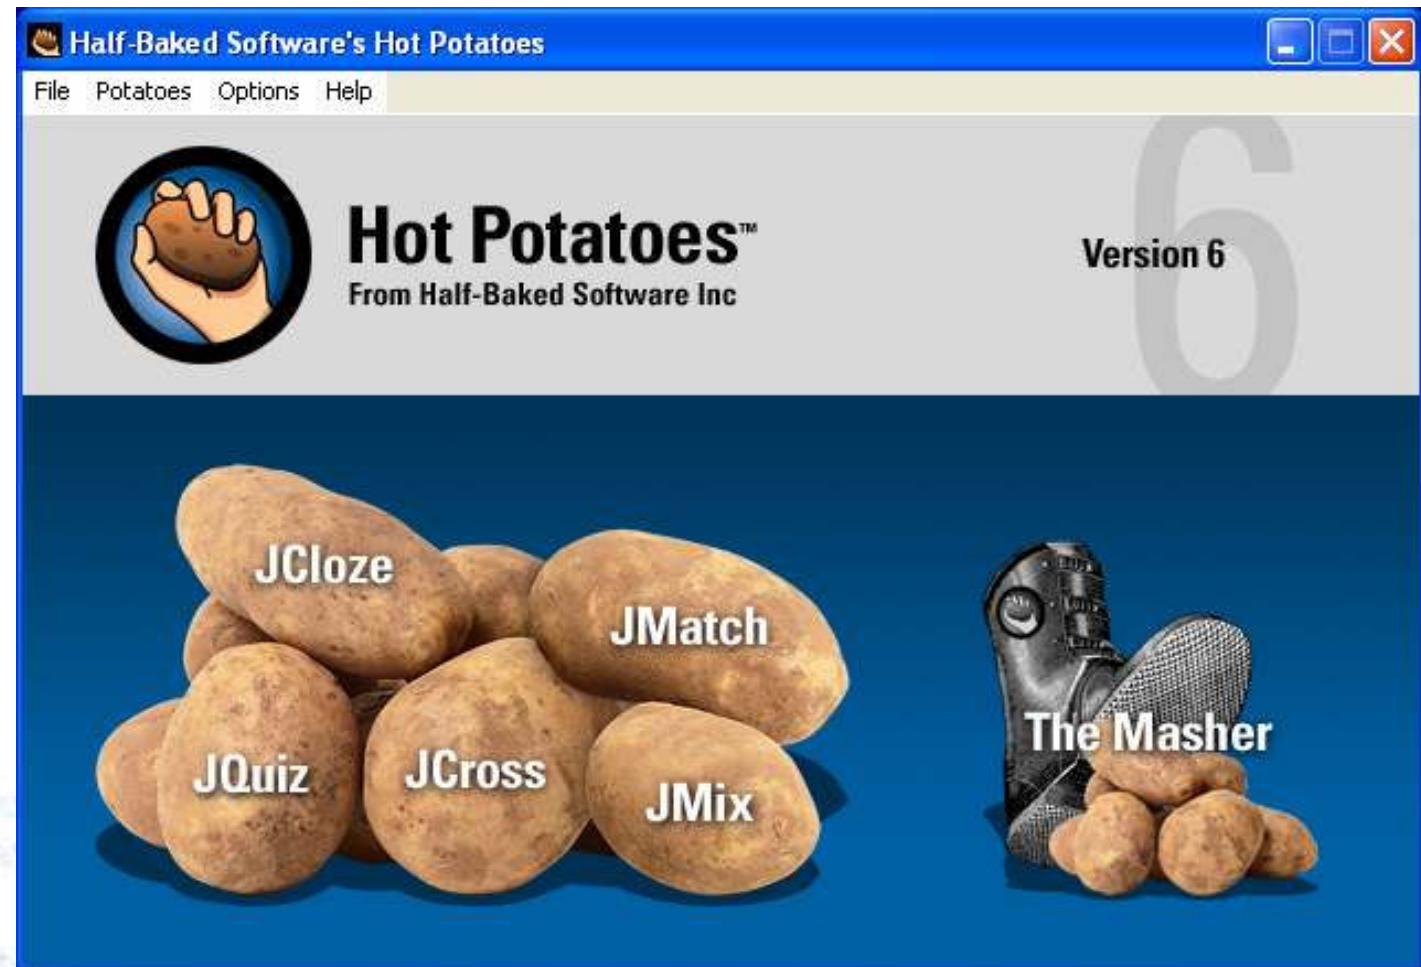 Half-Baked Software's Hot Potatoes
File Potatoes Options Help
6
Hot Potatoes™
From Half-Baked Software Inc
Version 6
JCloze
JMatch
The Masher
JQuiz
JCross
JMix